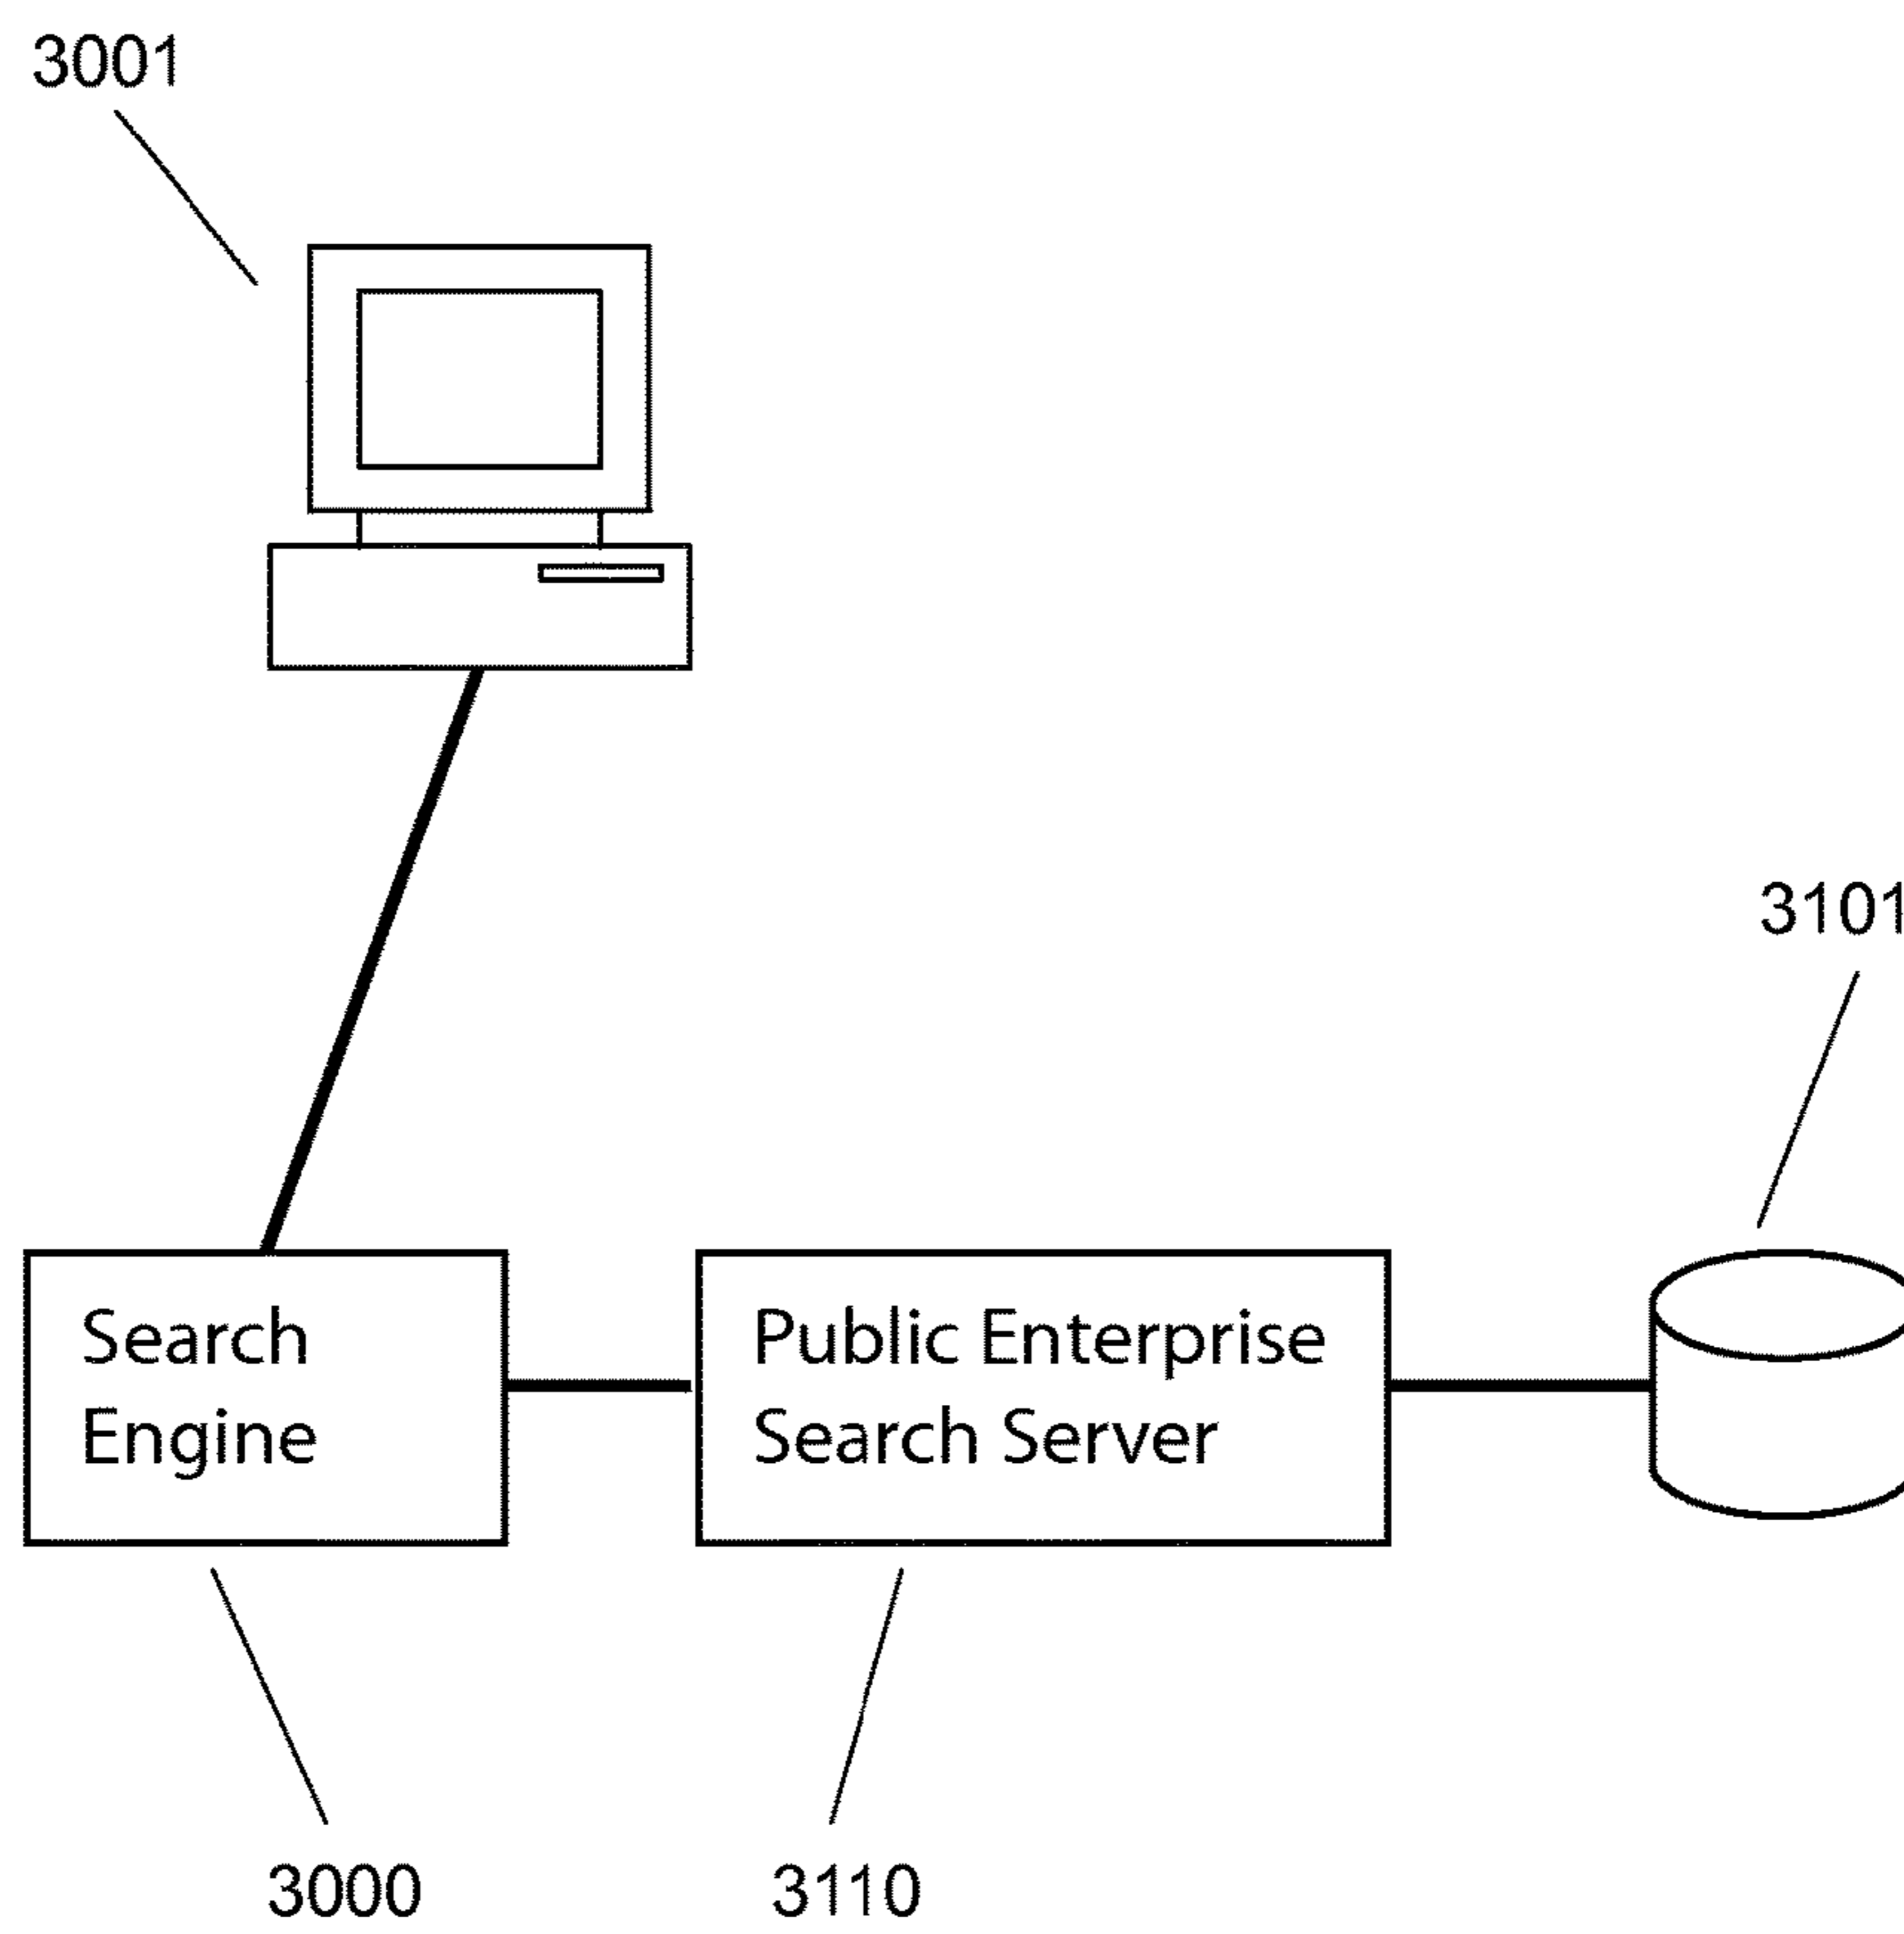 3001
3101
Search
Engine
Public Enterprise
Search Server
3000
3110